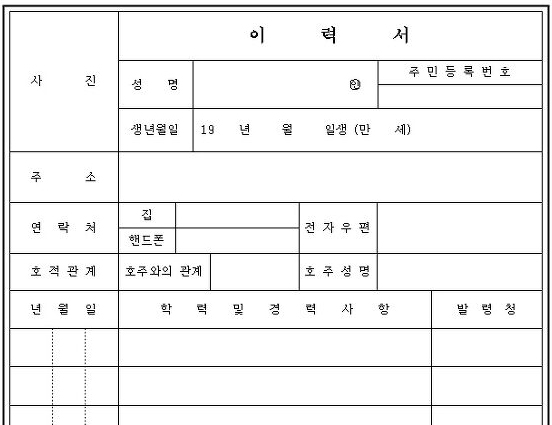 이 력 서
사 진
성 명 ㊞ 주 민 등 록 번 호
생년월일 19 년 월 일생 (만 세)
주 소
연 락 처 집 전 자 우 편
핸드폰
호 적 관 계 호주와의 관계 호 주 성 명
년 월 일 학 력 및 경 력 사 항 발 령 청